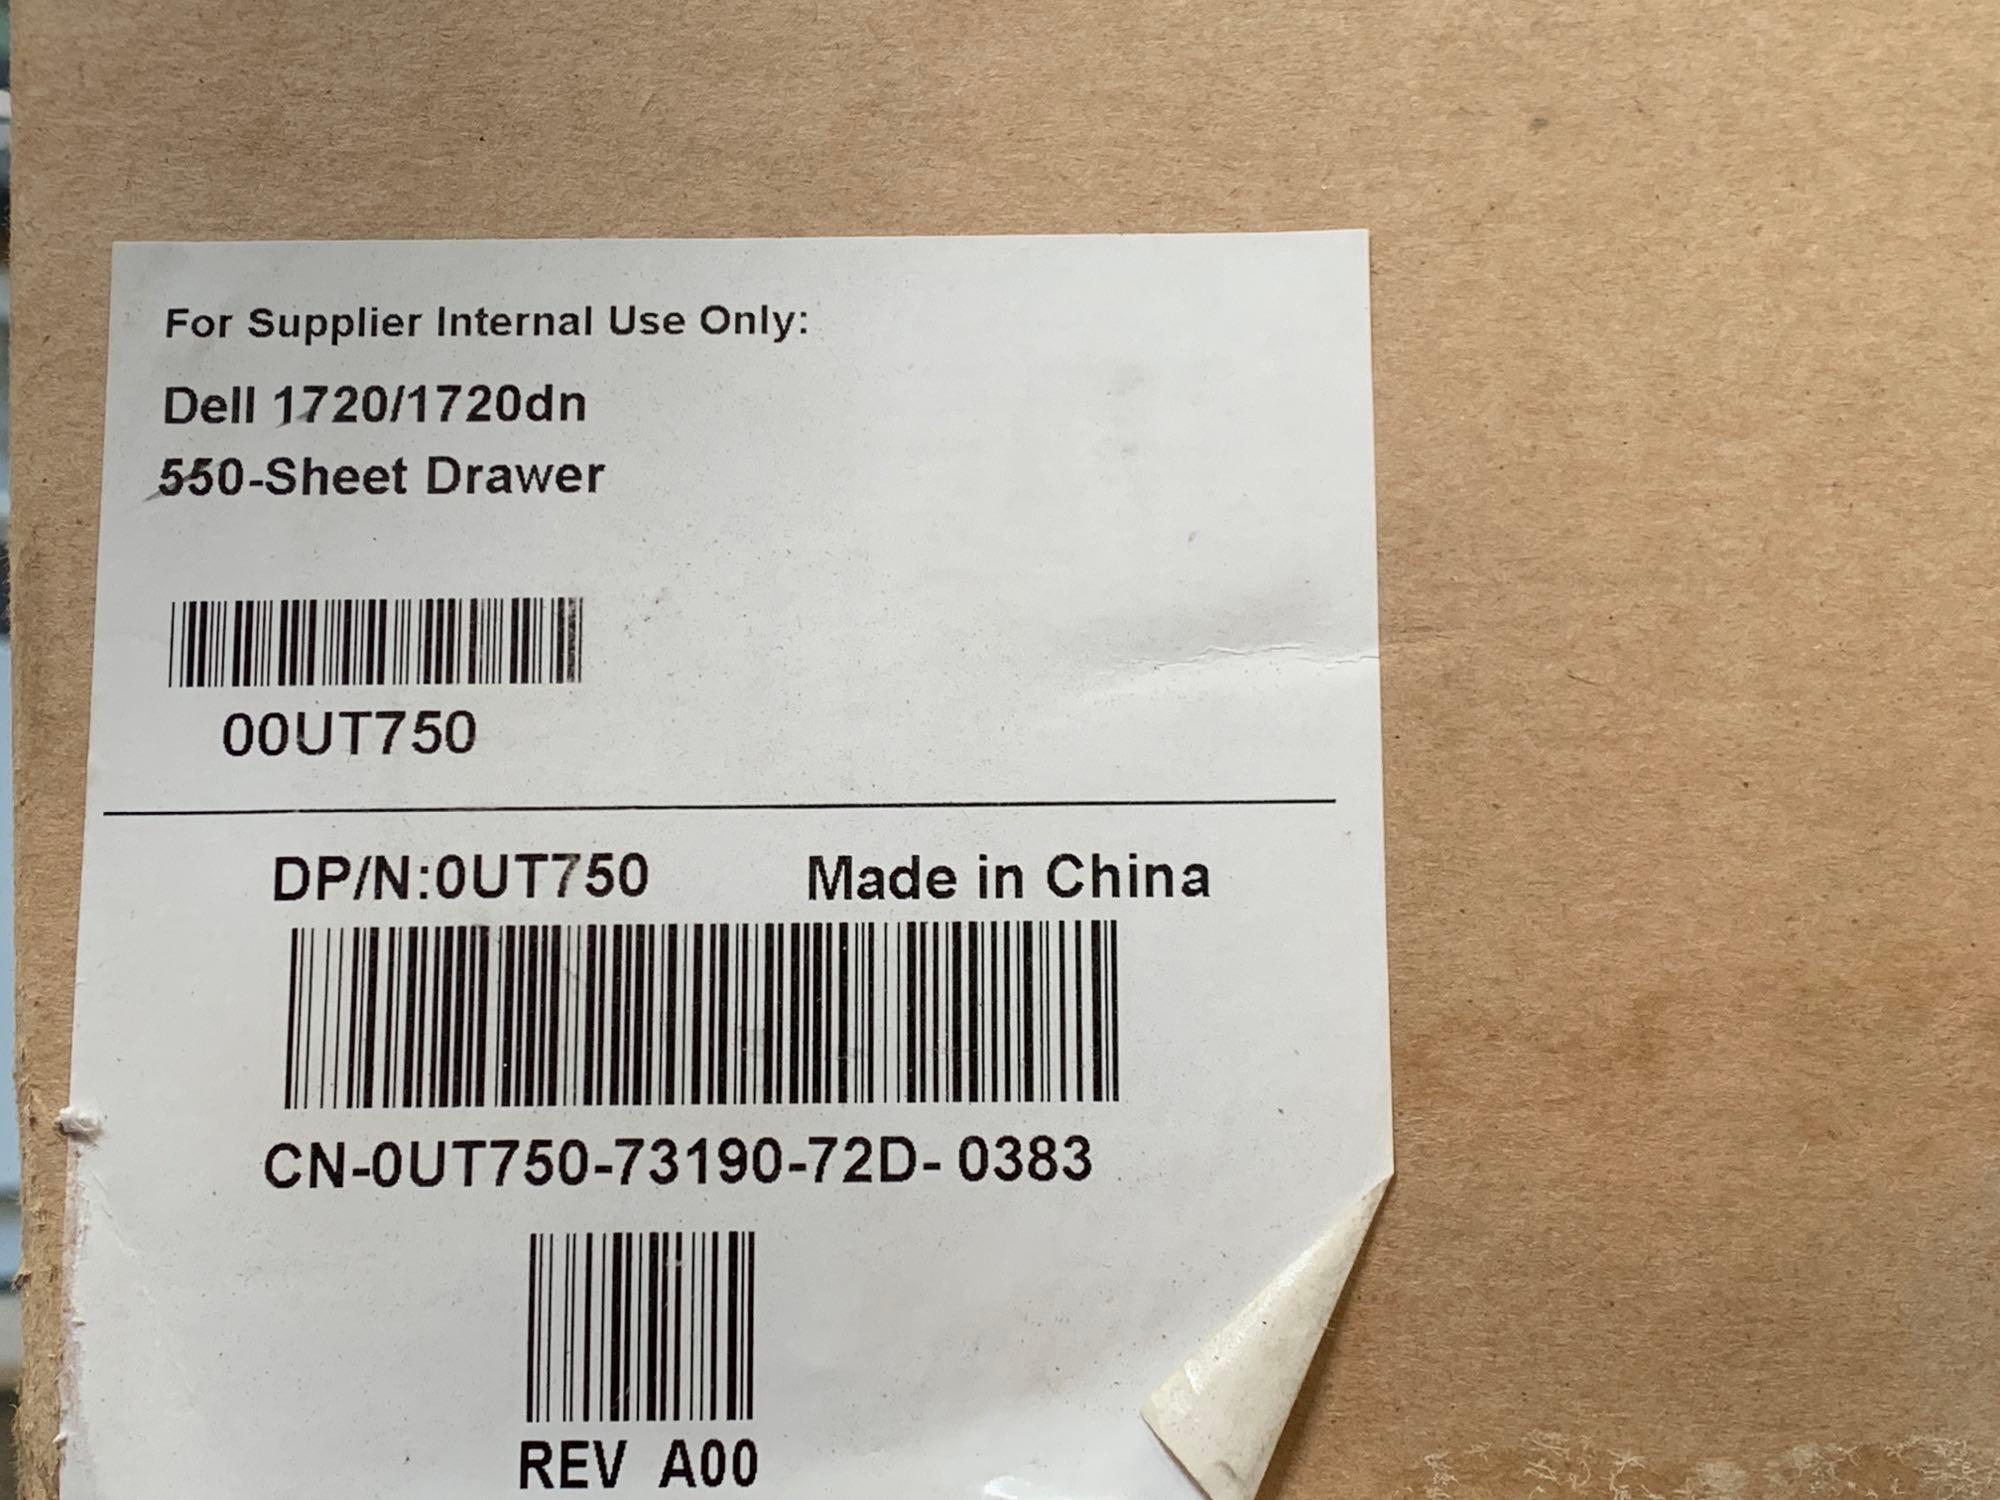 For Supplier Internal Use Only:
Dell 1720/1720dn
550-Sheet Drawer
00UT750
DP/N:0UT750 Made in China
CN-0UT750-73190-72D- 0383
REV A00